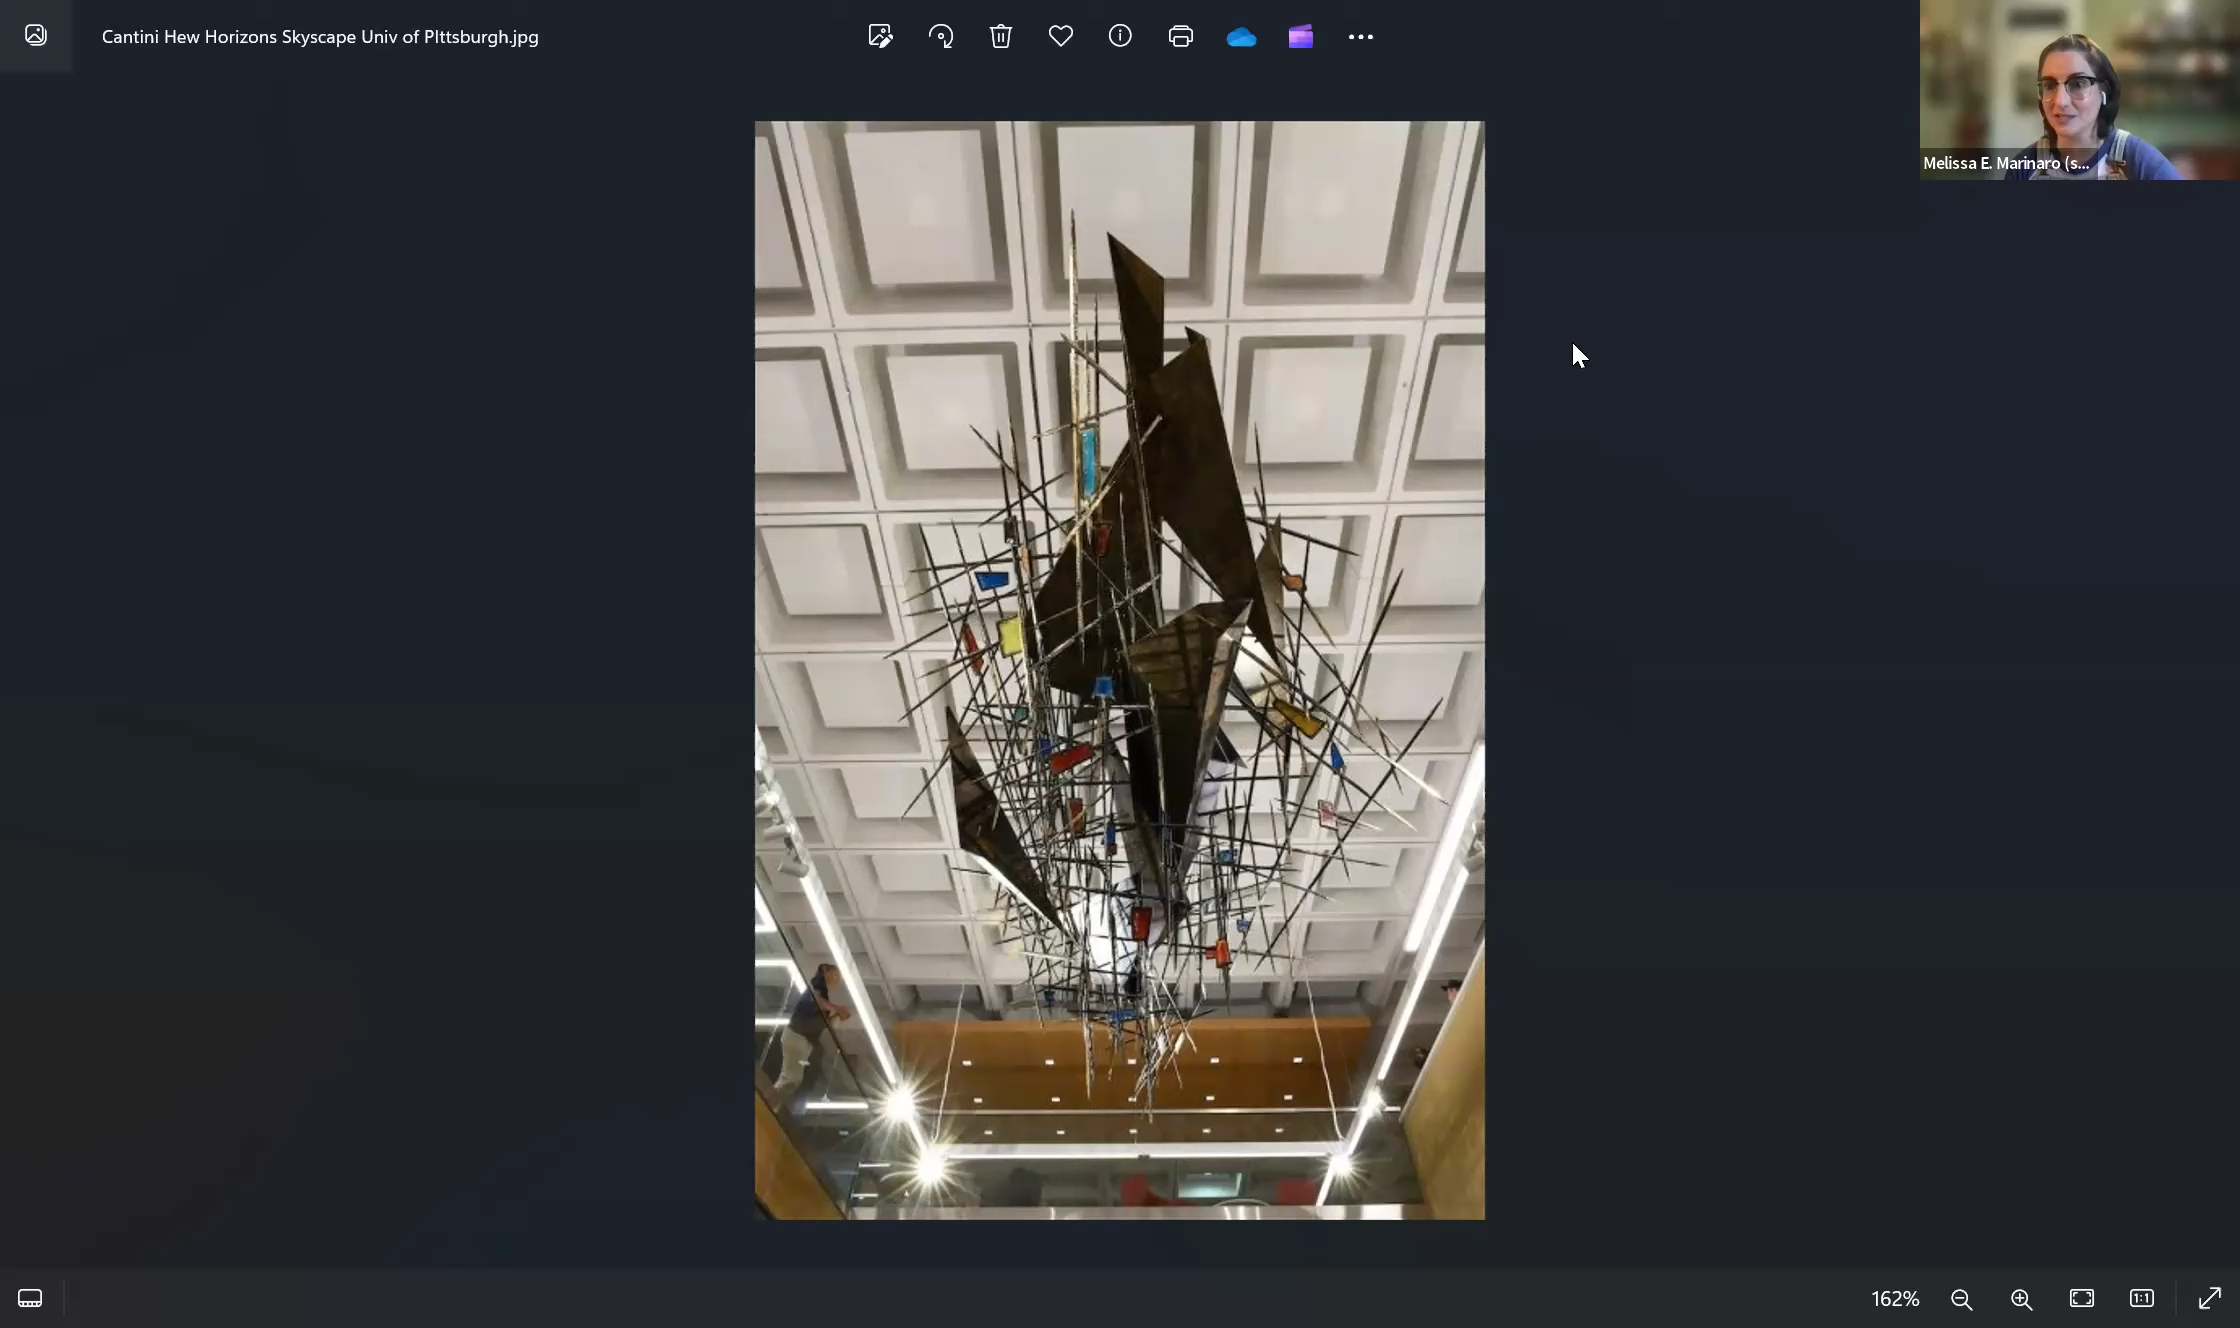 Cantini Hew Horizons Skyscape Univ of PIttsburgh.jpg
Melissa E. Marinaro (s...
162%
1:1